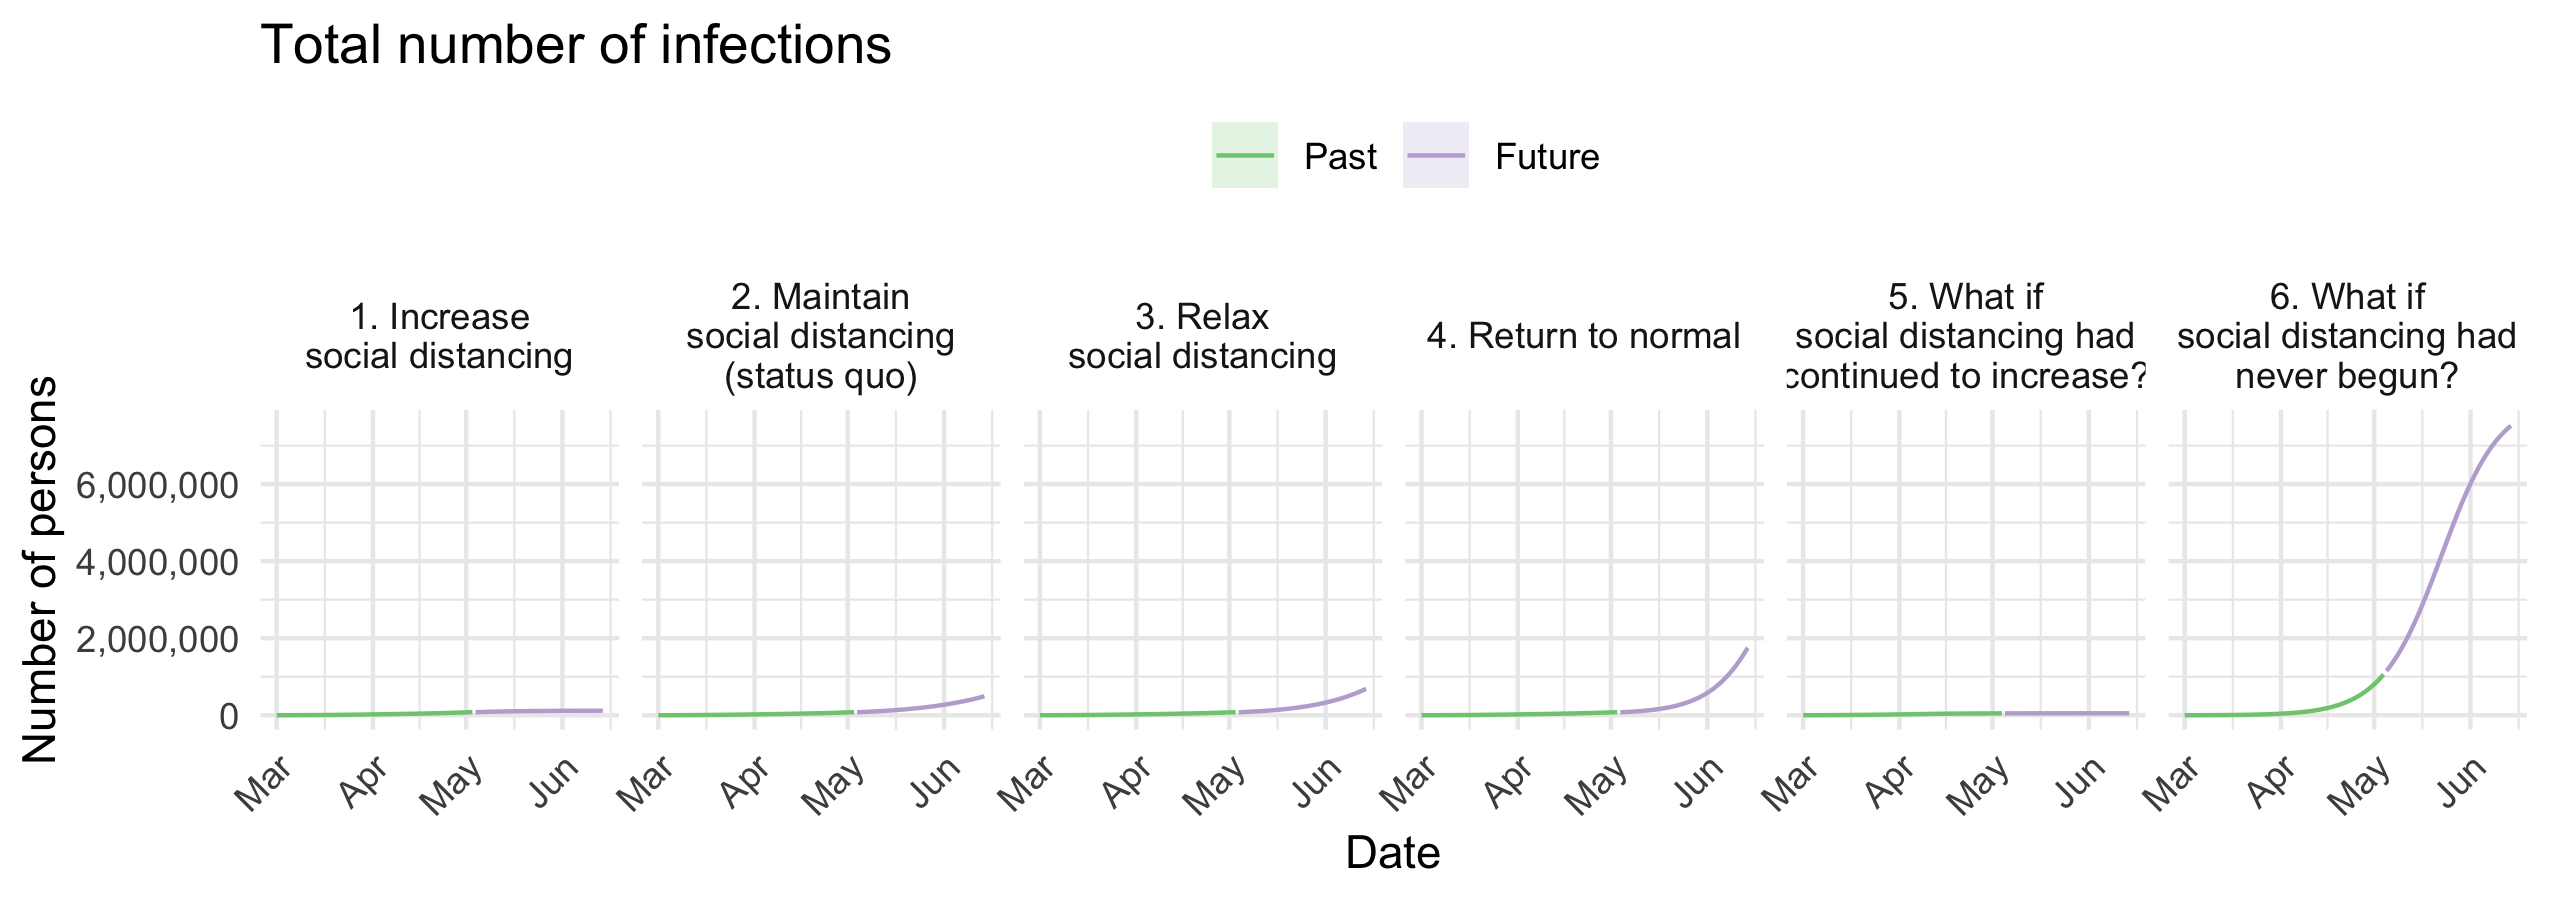 Total number of infections
Past
Future
1. Increase
social distancing
2. Maintain
social distancing
(status quo)
3. Relax
social distancing
4. Return to normal
5. What if
social distancing had
continued to increase?
6. What if
social distancing had
never begun?
Number of persons
6,000,000
4,000,000
2,000,000
0
Mar Apr May Jun
Mar Apr May Jun
Mar Apr May Jun
Mar Apr May Jun
Mar Apr May Jun
Mar Apr May Jun
Date